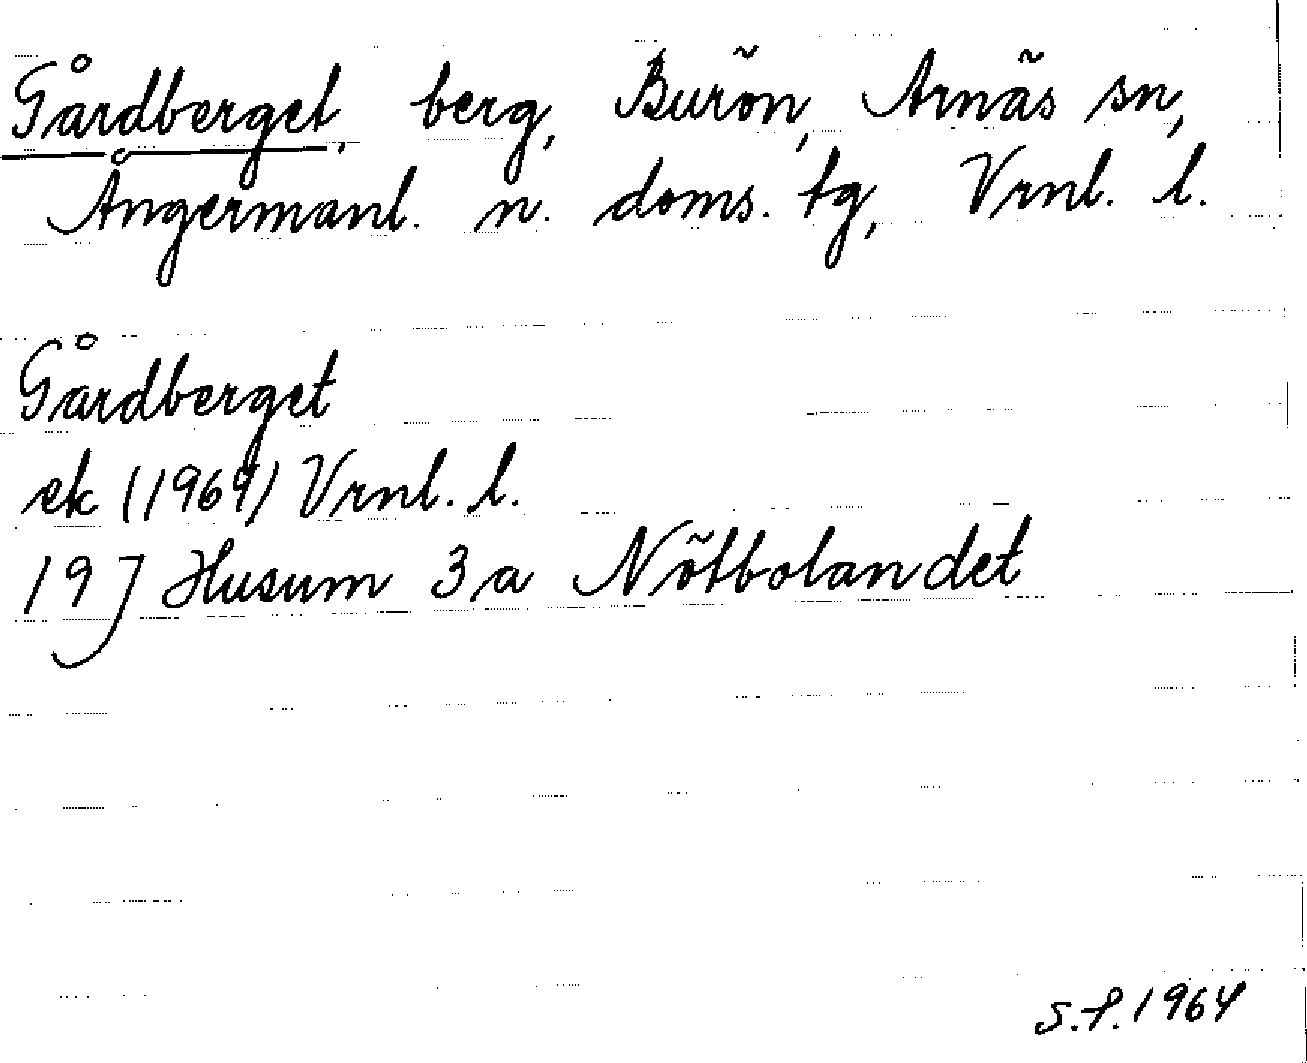 Gårdberget, berg, Burön, Arnäs sn,
Ångermanl. n. doms. tg, Vrnl. l.
Gårdberget
ek (1964) Vrnl. l.
19 J Husum 3 a Nötbolandet
S.F. 1964